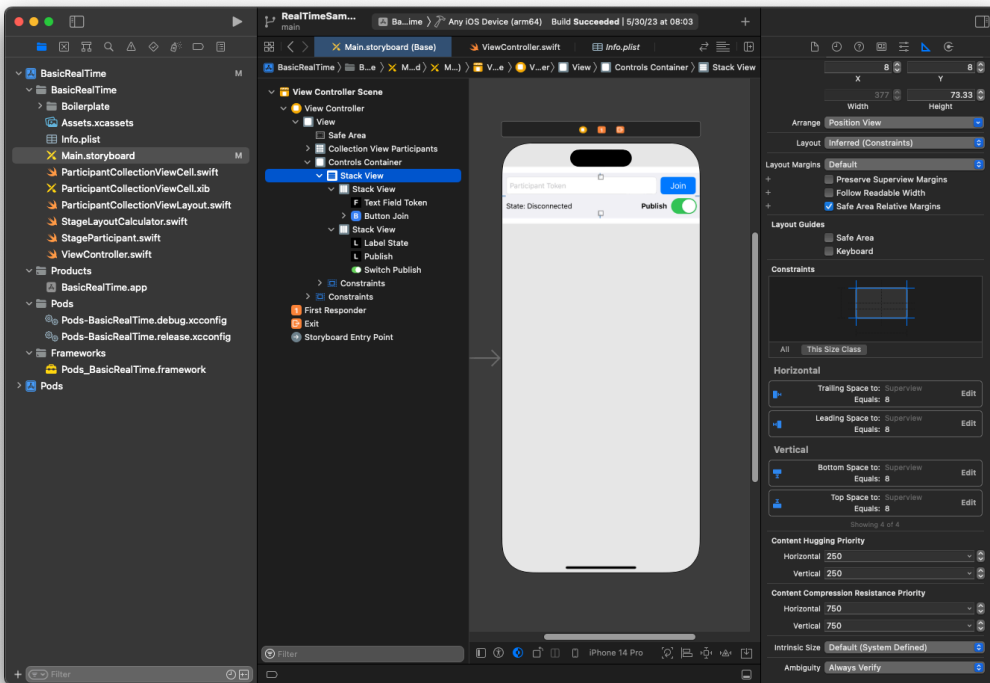 RealTimeSam...
main
Ba...ime 〉 Any iOS Device (arm64) Build Succeeded | 5/30/23 at 08:03
Main.storyboard (Base)
ViewController.swift
Info.plist
BasicRealTime 〉 B...e 〉 M...d 〉 M...) 〉 V...e 〉 V...er 〉 View 〉 Controls Container 〉 Stack View
BasicRealTime M
BasicRealTime
Boilerplate
Assets.xcassets
Info.plist
Main.storyboard M
ParticipantCollectionViewCell.swift
ParticipantCollectionViewCell.xib
ParticipantCollectionViewLayout.swift
StageLayoutCalculator.swift
StageParticipant.swift
ViewController.swift
Products
BasicRealTime.app
Pods
Pods-BasicRealTime.debug.xcconfig
Pods-BasicRealTime.release.xcconfig
Frameworks
Pods_BasicRealTime.framework
Pods
Filter
View Controller Scene
View Controller
View
Safe Area
Collection View Participants
Controls Container
Stack View
Stack View
F Text Field Token
B Button Join
Stack View
L Label State
L Publish
Switch Publish
Constraints
Constraints
First Responder
Exit
Storyboard Entry Point
Filter
Participant Token
Join
State: Disconnected
Publish
iPhone 14 Pro
8 8
X Y
377 73.33
Width Height
Arrange Position View
Layout Inferred (Constraints)
Layout Margins Default
Preserve Superview Margins
Follow Readable Width
Safe Area Relative Margins
Layout Guides
Safe Area
Keyboard
Constraints
All This Size Class
Horizontal
Trailing Space to: Superview
Equals: 8
Edit
Leading Space to: Superview
Equals: 8
Edit
Vertical
Bottom Space to: Superview
Equals: 8
Edit
Top Space to: Superview
Equals: 8
Edit
Showing 4 of 4
Content Hugging Priority
Horizontal 250
Vertical 250
Content Compression Resistance Priority
Horizontal 750
Vertical 750
Intrinsic Size Default (System Defined)
Ambiguity Always Verify